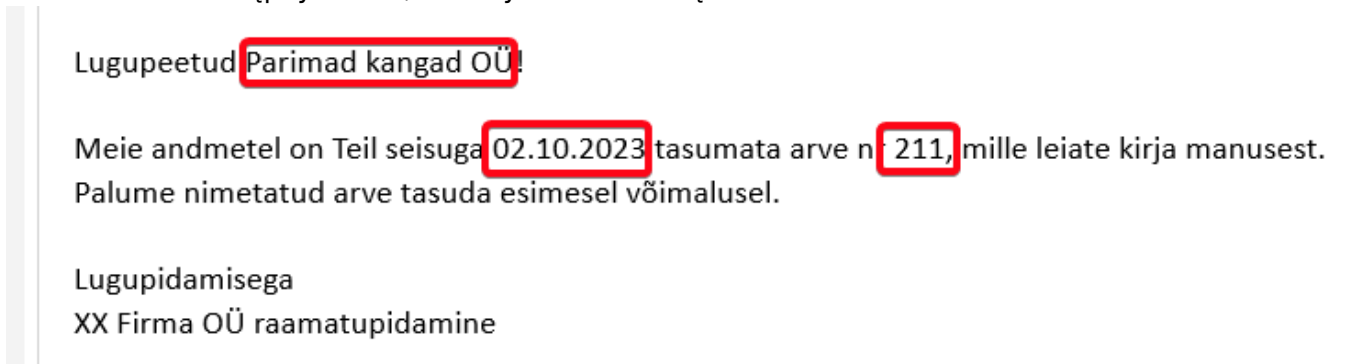 Lugupeetud Parimad kangad OÜ!
Meie andmetel on Teil seisuga 02.10.2023 tasumata arve nr 211, mille leiate kirja manusest.
Palume nimetatud arve tasuda esimesel võimalusel.
Lugupidamisega
XX Firma OÜ raamatupidamine